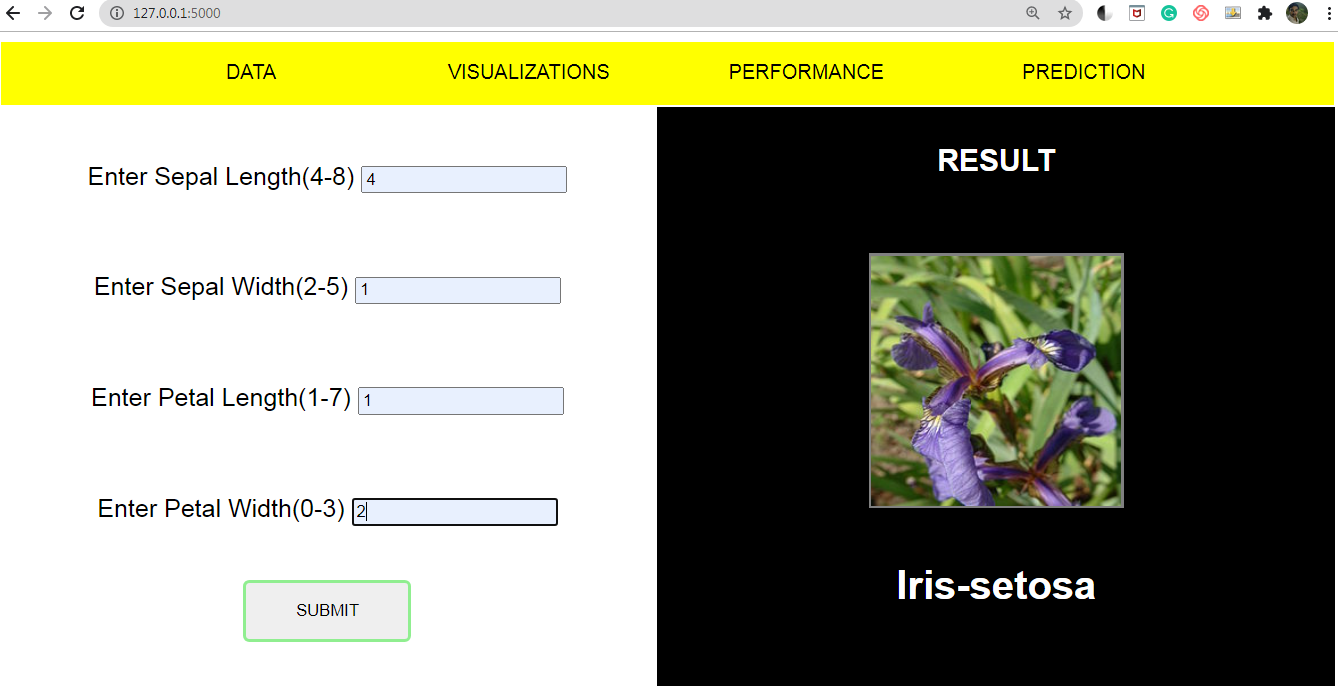 127.0.0.1:5000
DATA VISUALIZATIONS PERFORMANCE PREDICTION
Enter Sepal Length(4-8) 4
Enter Sepal Width(2-5) 1
Enter Petal Length(1-7) 1
Enter Petal Width(0-3) 2
SUBMIT
RESULT
Iris-setosa